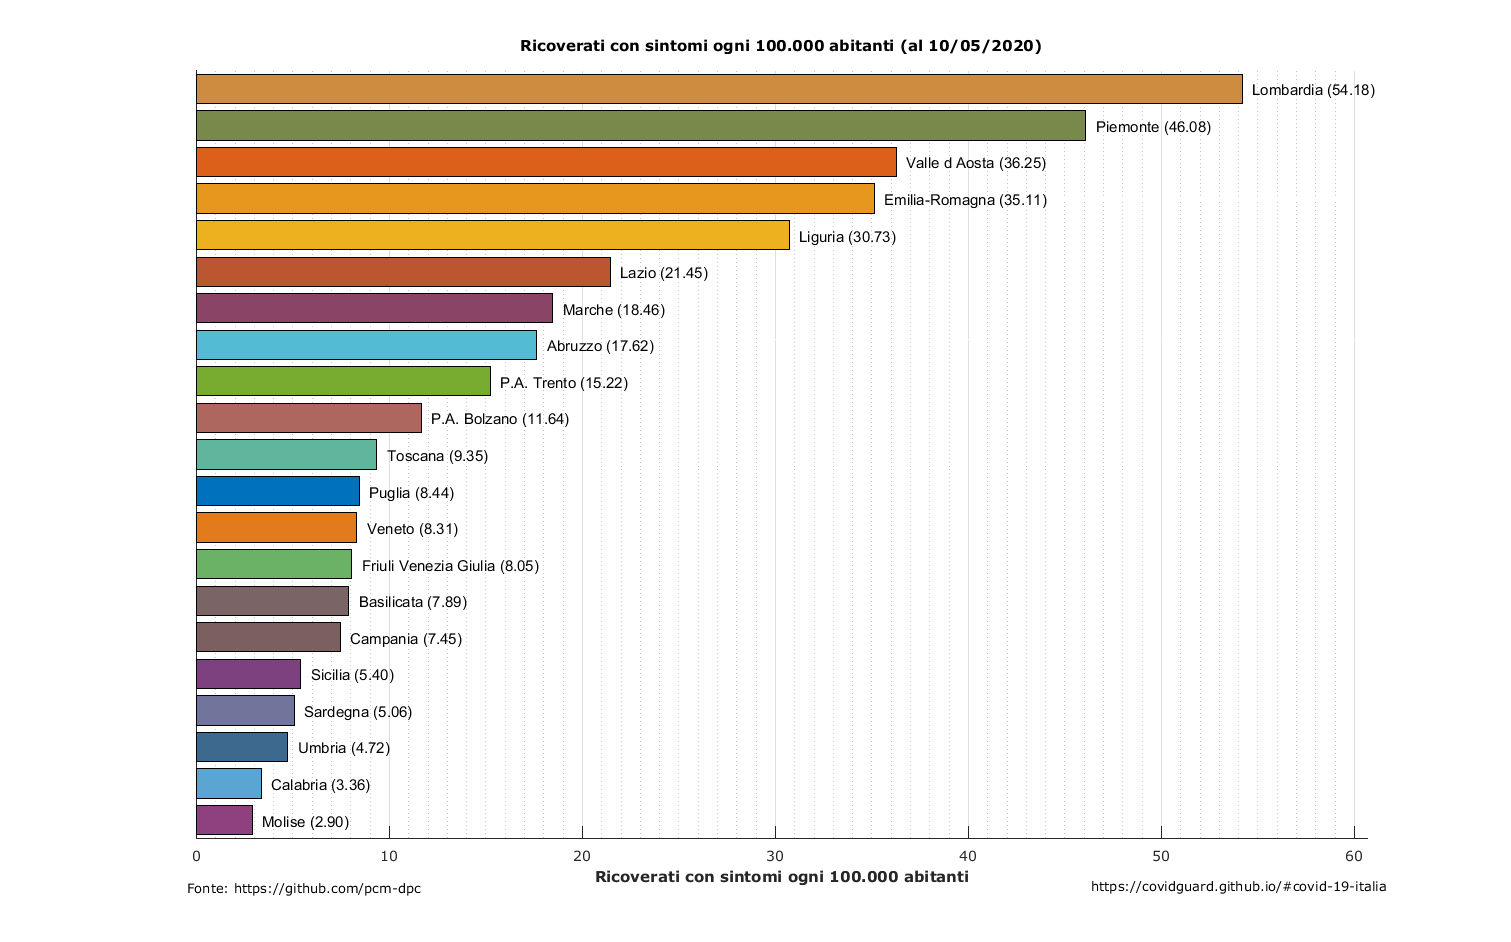 Ricoverati con sintomi ogni 100.000 abitanti (al 10/05/2020)
Lombardia (54.18)
Piemonte (46.08)
Valle d Aosta (36.25)
Emilia-Romagna (35.11)
Liguria (30.73)
Lazio (21.45)
Marche (18.46)
Abruzzo (17.62)
P.A. Trento (15.22)
P.A. Bolzano (11.64)
Toscana (9.35)
Puglia (8.44)
Veneto (8.31)
Friuli Venezia Giulia (8.05)
Basilicata (7.89)
Campania (7.45)
Sicilia (5.40)
Sardegna (5.06)
Umbria (4.72)
Calabria (3.36)
Molise (2.90)
0 10 20 30 40 50 60
Ricoverati con sintomi ogni 100.000 abitanti
Fonte: https://github.com/pcm-dpc
https://covidguard.github.io/#covid-19-italia